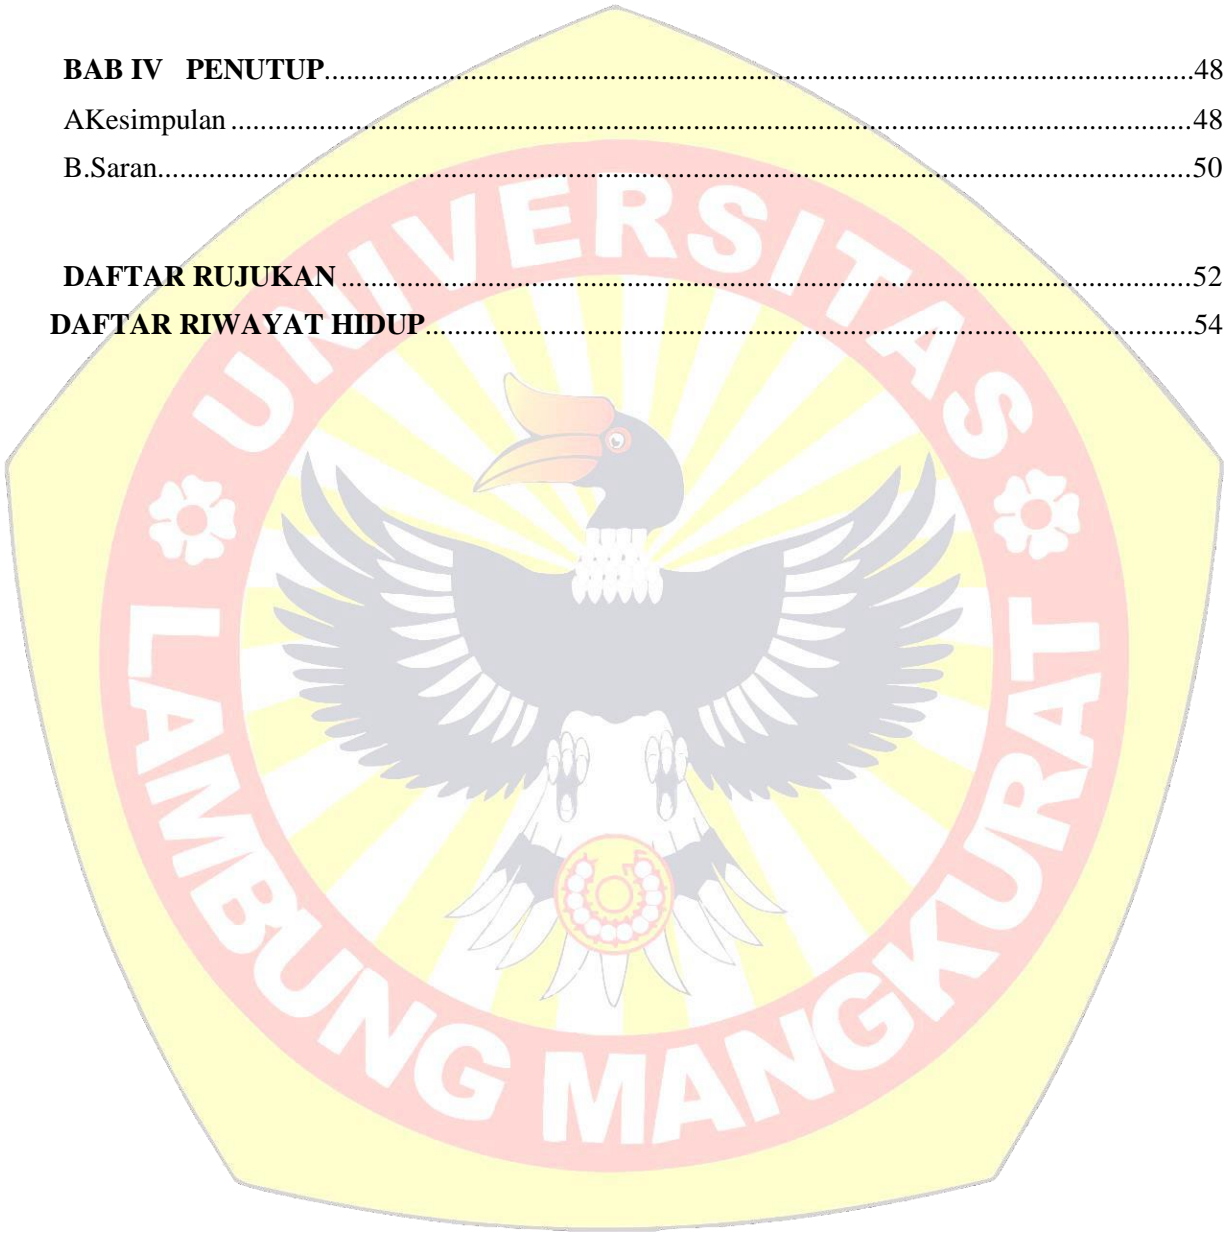 BAB IV PENUTUP..........................................................................................................................48
AKesimpulan ......................................................................................................................................48
B.Saran................................................................................................................................................50
DAFTAR RUJUKAN .......................................................................................................................52
DAFTAR RIWAYAT HIDUP...........................................................................................................54
UNIVERSITAS
LAMBUNG MANGKURAT